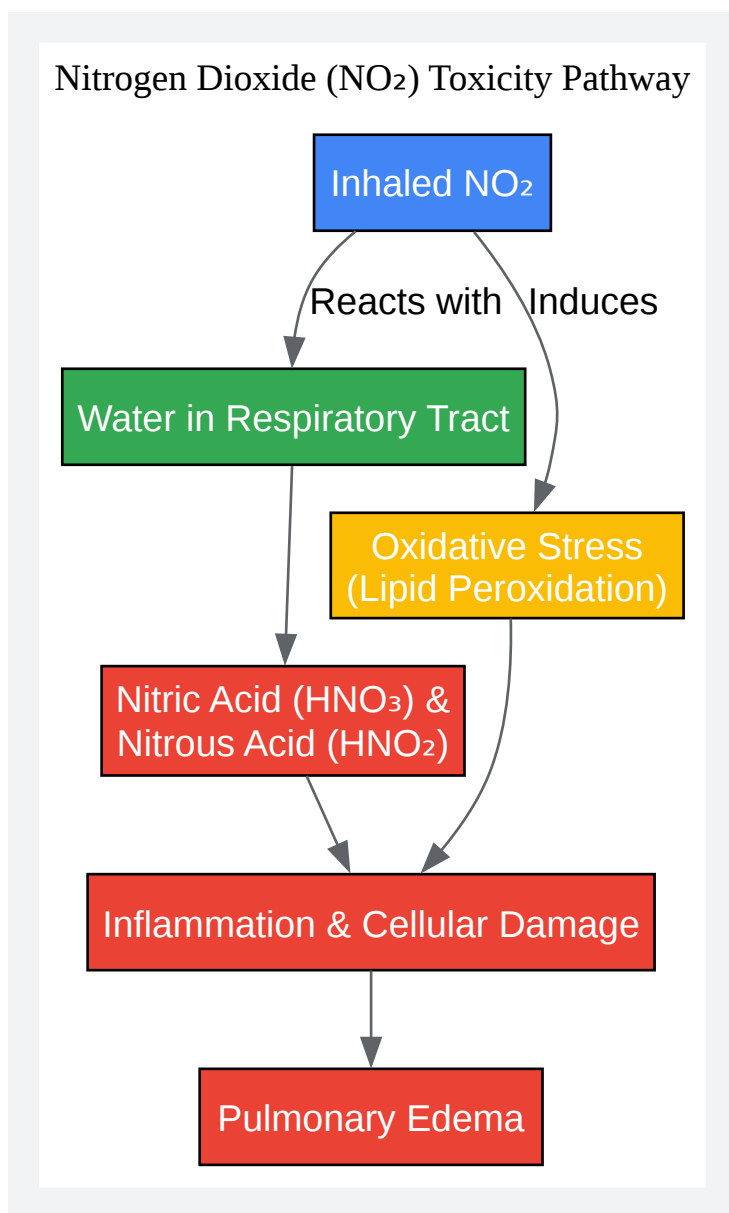 Nitrogen Dioxide (NO₂) Toxicity Pathway
Inhaled NO₂
Reacts with
Induces
Water in Respiratory Tract
Oxidative Stress
(Lipid Peroxidation)
Nitric Acid (HNO₃) &
Nitrous Acid (HNO₂)
Inflammation & Cellular Damage
Pulmonary Edema